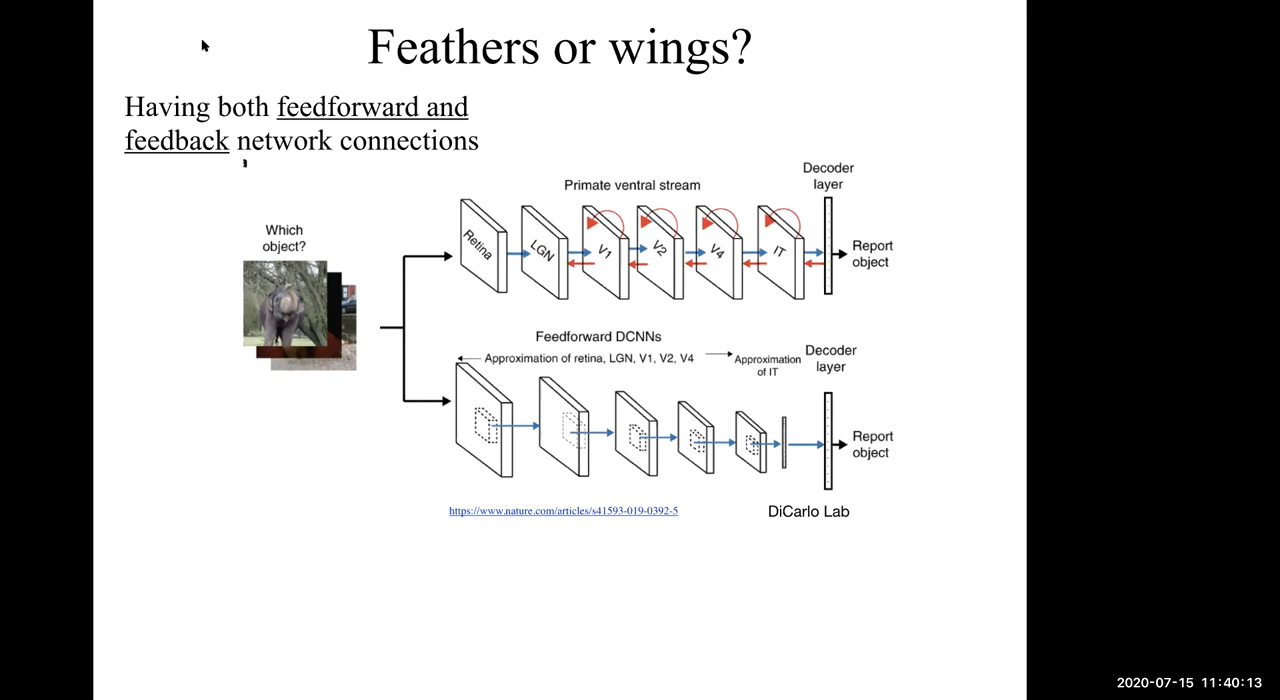 Feathers or wings?
Having both feedforward and
feedback network connections
Which
object?
Primate ventral stream
Decoder
layer
Retina
LGN
V1
V2
V4
IT
Report
object
Feedforward DCNNs
Approximation of retina, LGN, V1, V2, V4
Approximation
of IT
Decoder
layer
Report
object
https://www.nature.com/articles/s41593-019-0392-5
DiCarlo Lab
2020-07-15 11:40:13